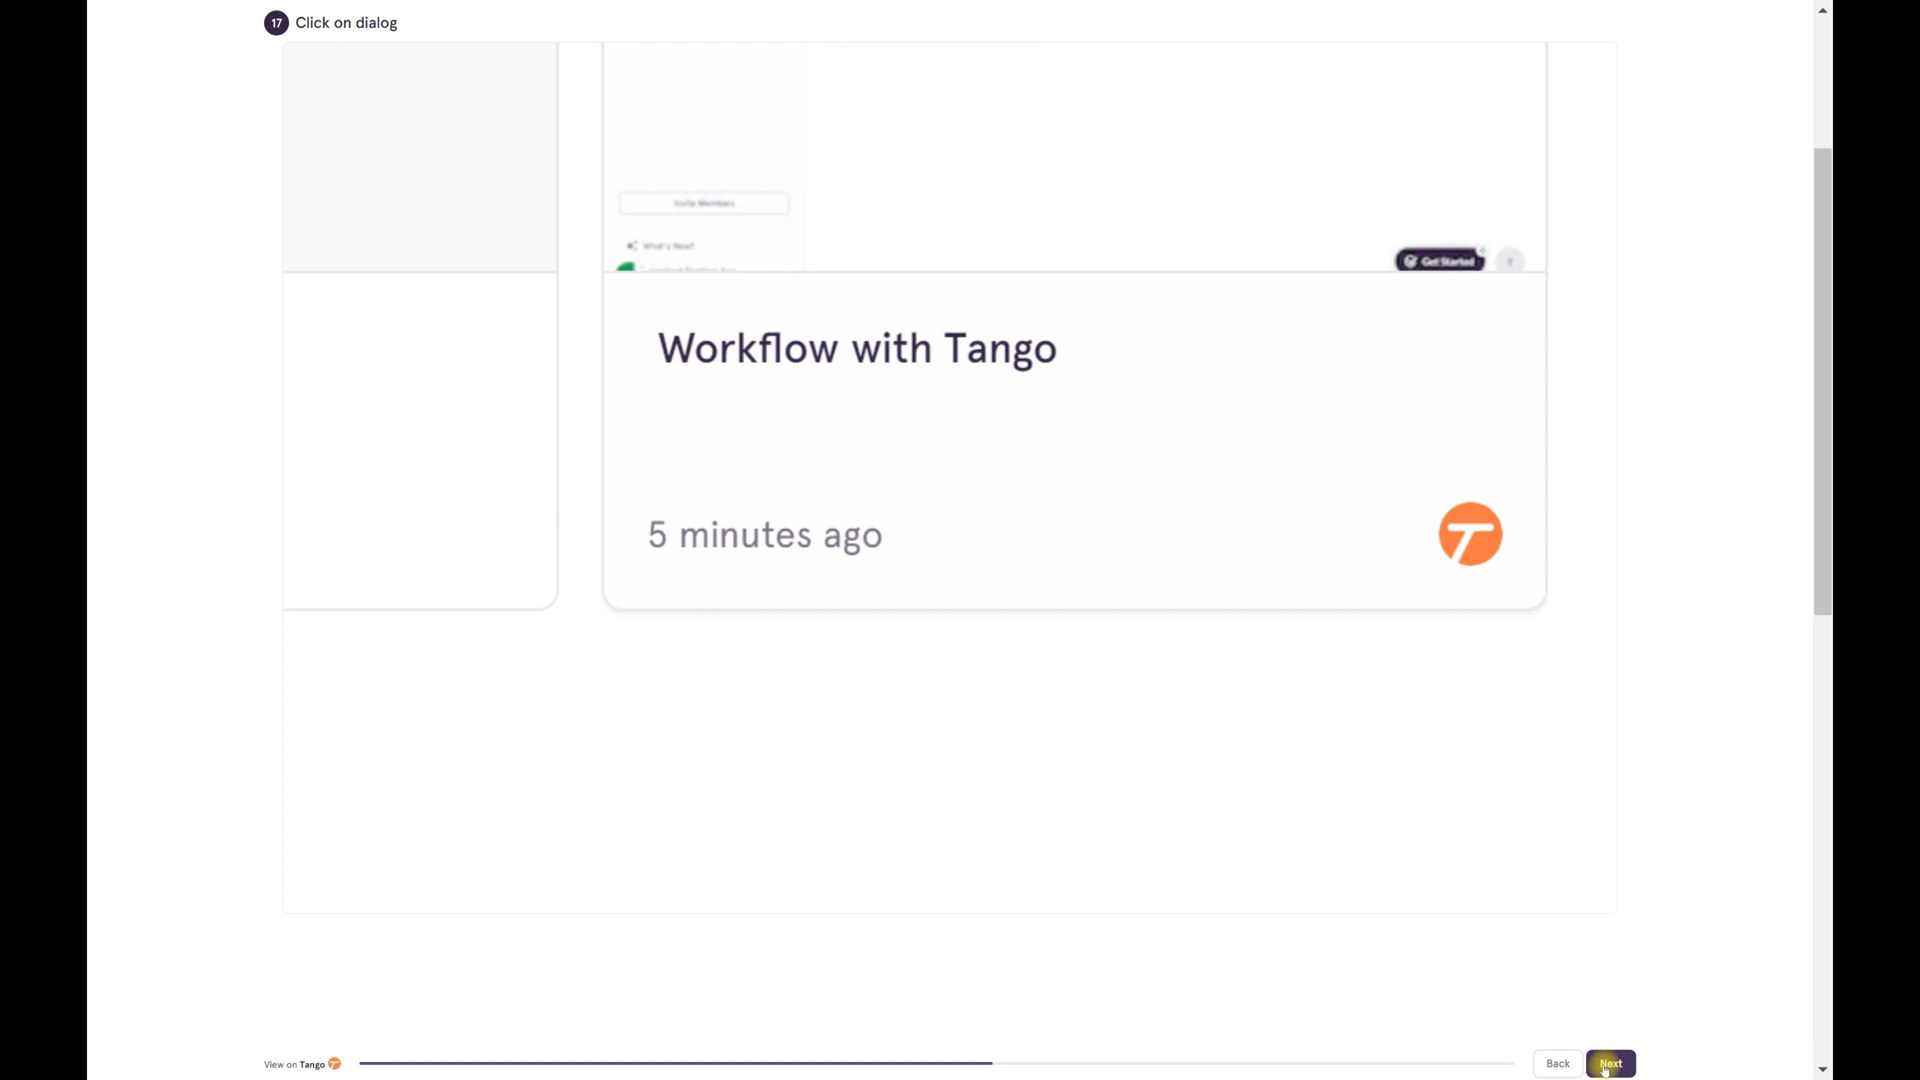 17 Click on dialog
Invite Members
What's New?
Get Started
Workflow with Tango
5 minutes ago
View on Tango
Back
Next